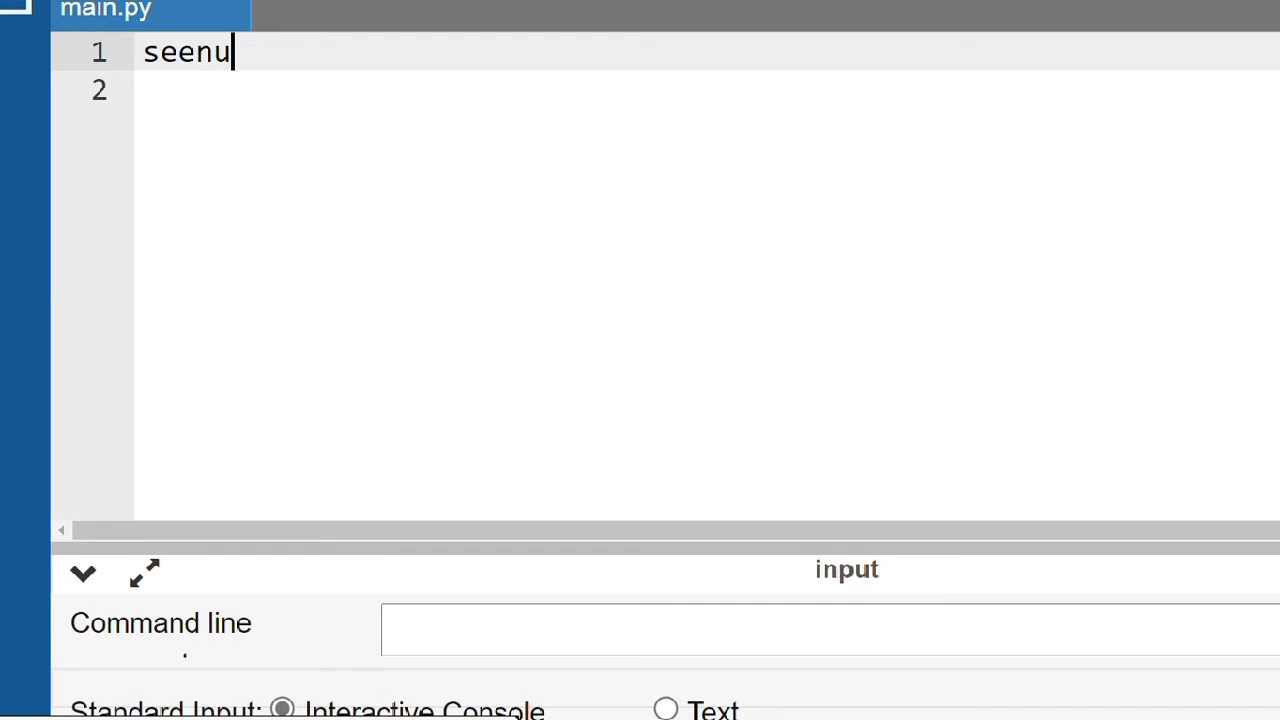 main.py
1 seenu
2
input
Command line
Standard Input: Interactive Console Text